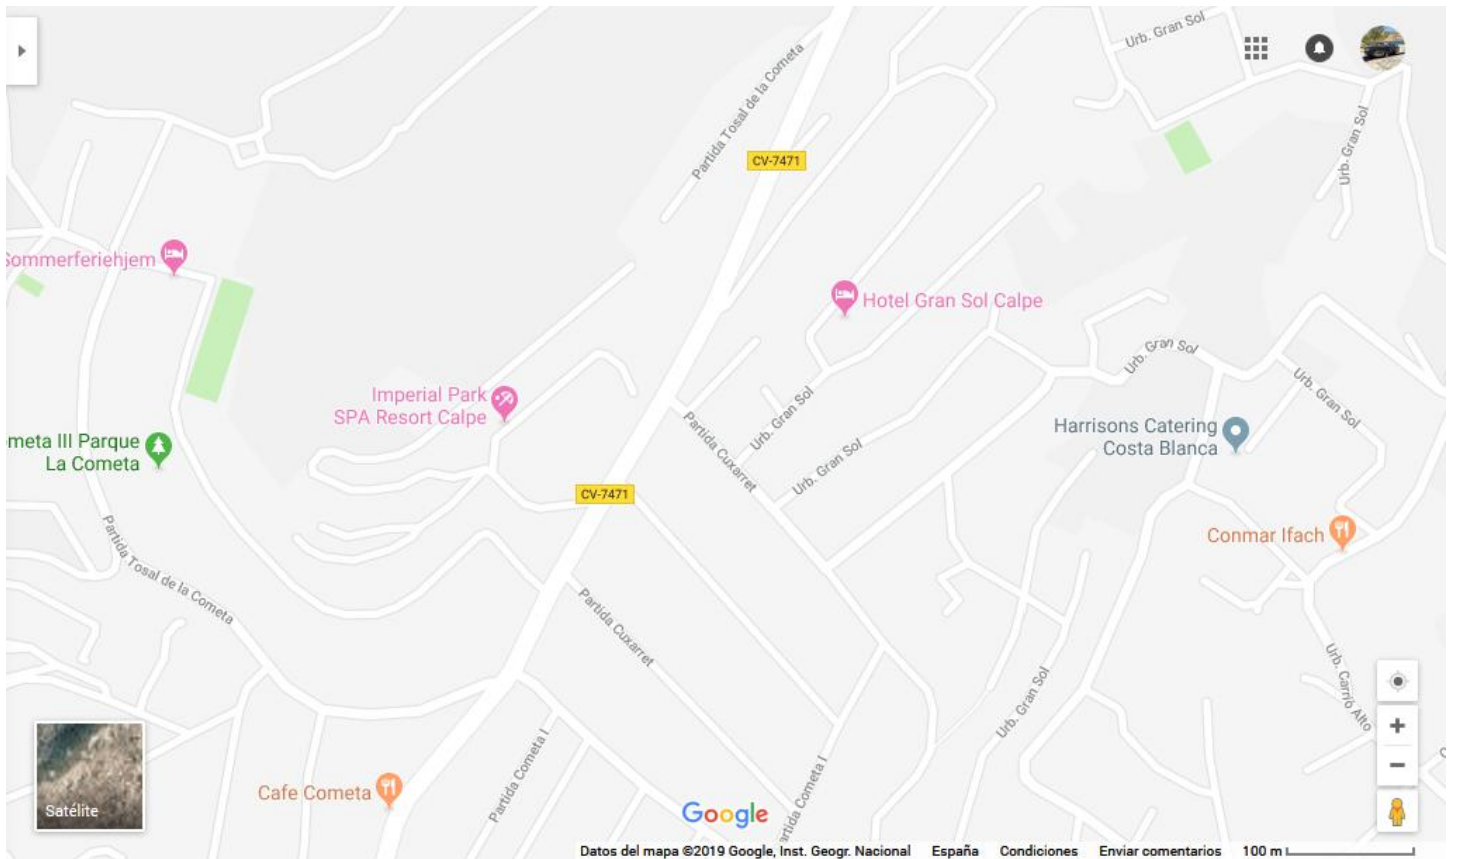 Urb. Gran Sol
Partida Tosal de la Cometa
CV-7471
Urb. Gran Sol
Sommerferiehjem
Hotel Gran Sol Calpe
Urb. Gran Sol
Imperial Park
SPA Resort Calpe
Urb. Gran Sol
Urb. Gran Sol
Partida Cuxarret
Urb. Gran Sol
Harrisons Catering
Costa Blanca
ometa III Parque
La Cometa
CV-7471
Conmar Ifach
Partida Tosal de la Cometa
Partida Cuxarret
Urb. Gran Sol
Urb. Carrió Alto
Partida Cometa I
Partida Cometa I
Cafe Cometa
Satélite
Google
Datos del mapa ©2019 Google, Inst. Geogr. Nacional España Condiciones Enviar comentarios 100 m